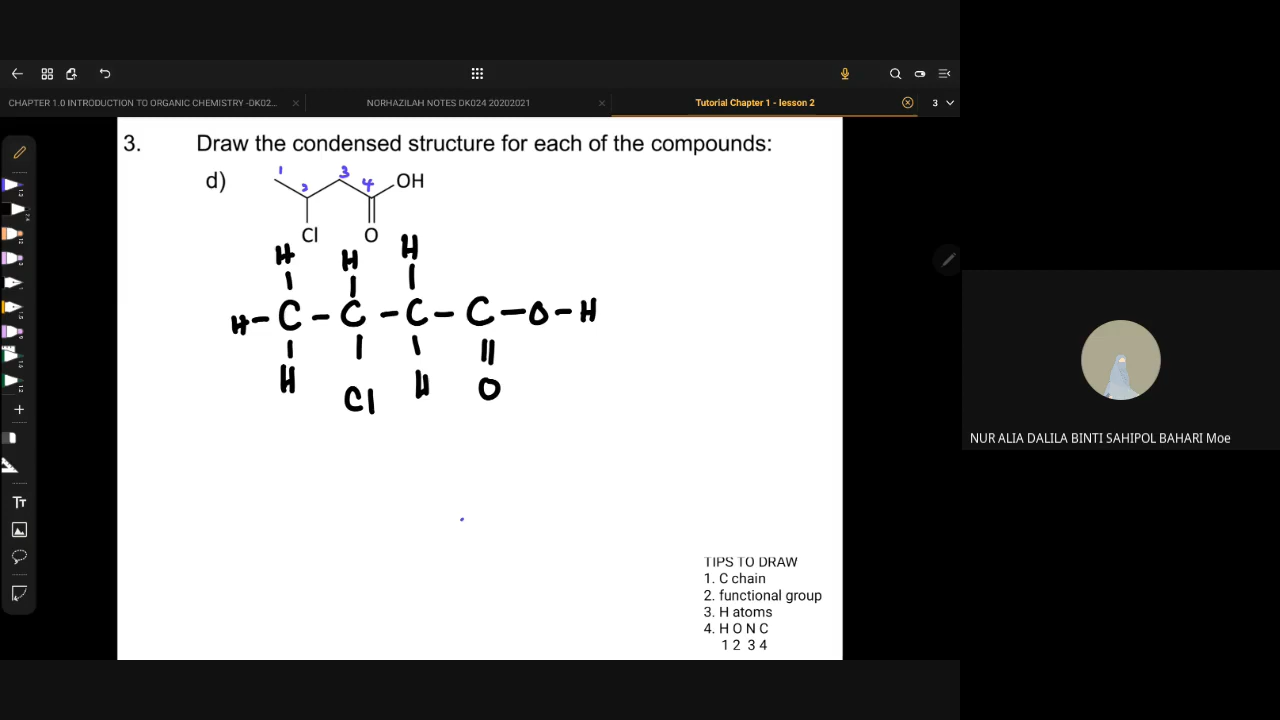 CHAPTER 1.0 INTRODUCTION TO ORGANIC CHEMISTRY -DK02... × NORHAZILAH NOTES DK024 20202021 × Tutorial Chapter 1 - lesson 2 3
3. Draw the condensed structure for each of the compounds:
d)
1 2 3 4 OH
Cl O
H H H
H - C - C - C - C - O - H
H Cl H O
TIPS TO DRAW
1. C chain
2. functional group
3. H atoms
4. H O N C
1 2 3 4
Tт
NUR ALIA DALILA BINTI SAHIPOL BAHARI Moe